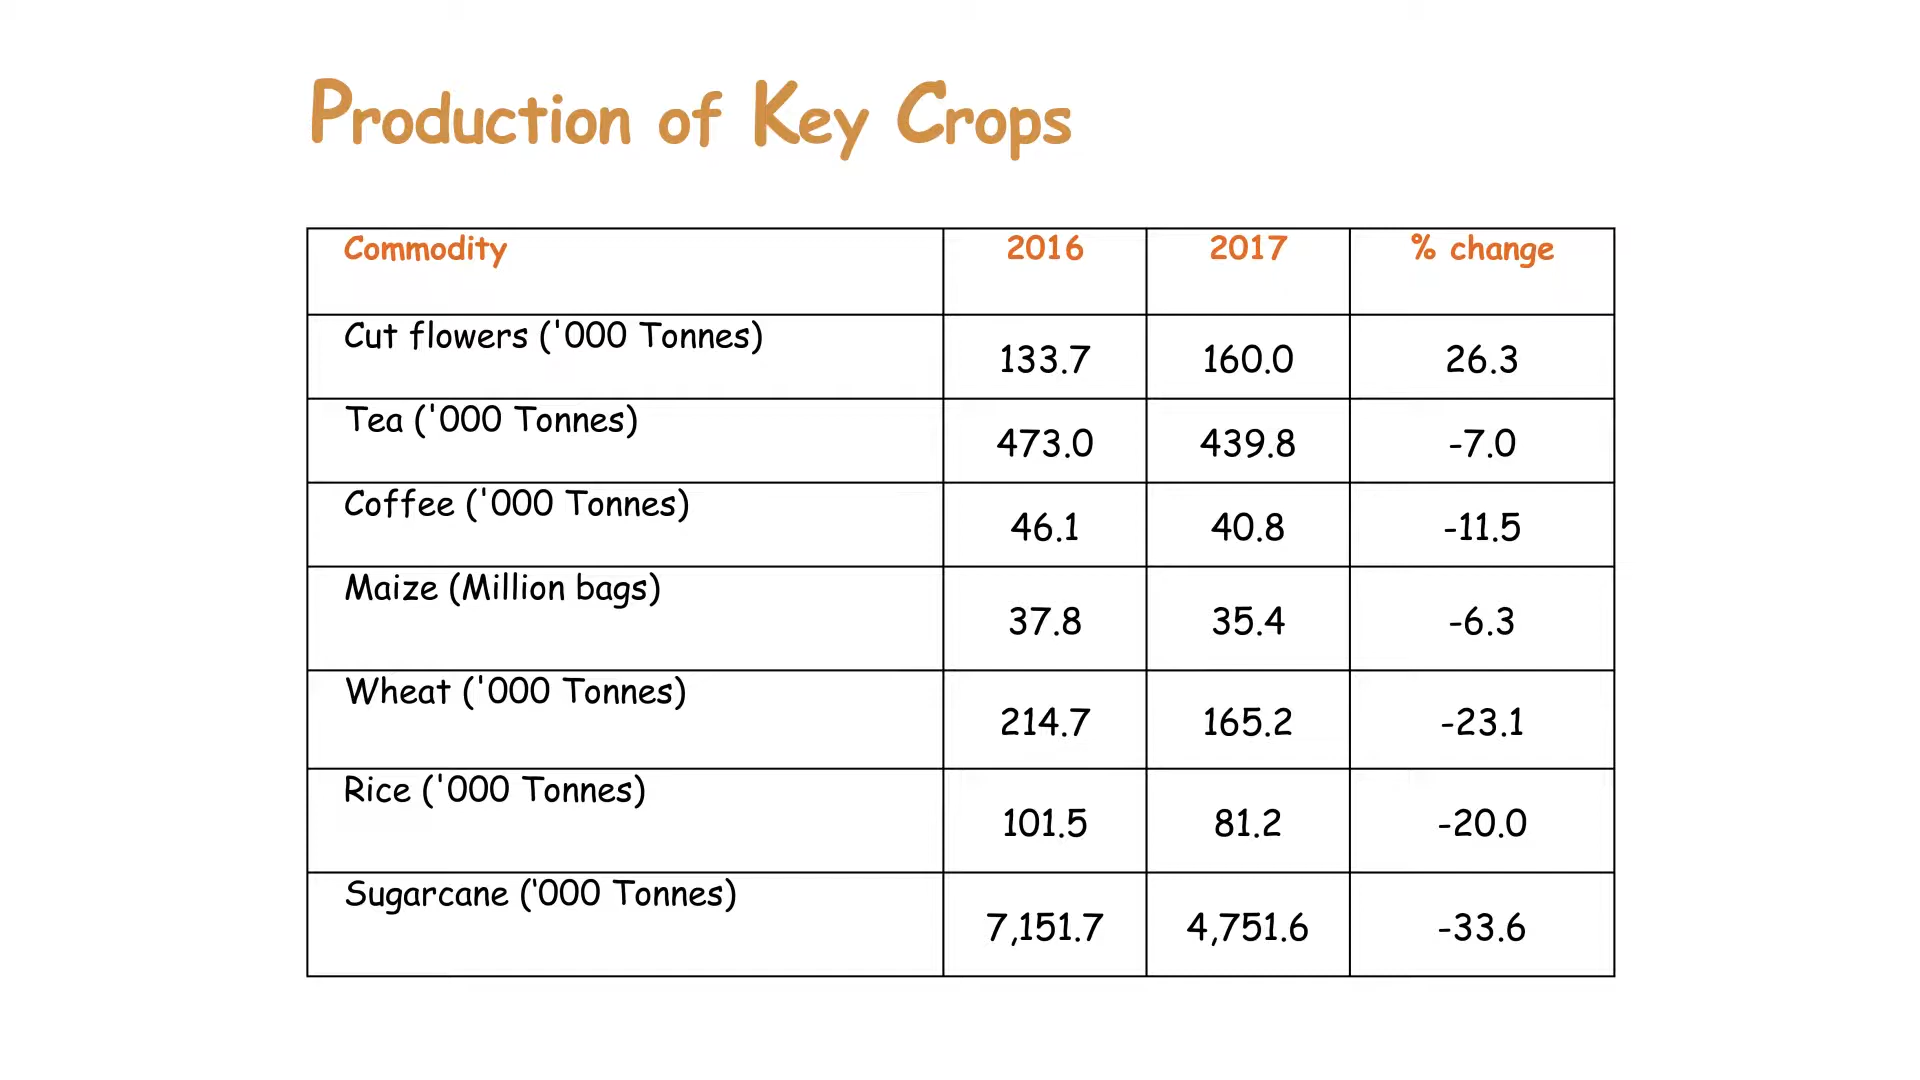 Production of Key Crops
Commodity 2016 2017 % change
Cut flowers ('000 Tonnes) 133.7 160.0 26.3
Tea ('000 Tonnes) 473.0 439.8 -7.0
Coffee ('000 Tonnes) 46.1 40.8 -11.5
Maize (Million bags) 37.8 35.4 -6.3
Wheat ('000 Tonnes) 214.7 165.2 -23.1
Rice ('000 Tonnes) 101.5 81.2 -20.0
Sugarcane ('000 Tonnes) 7,151.7 4,751.6 -33.6